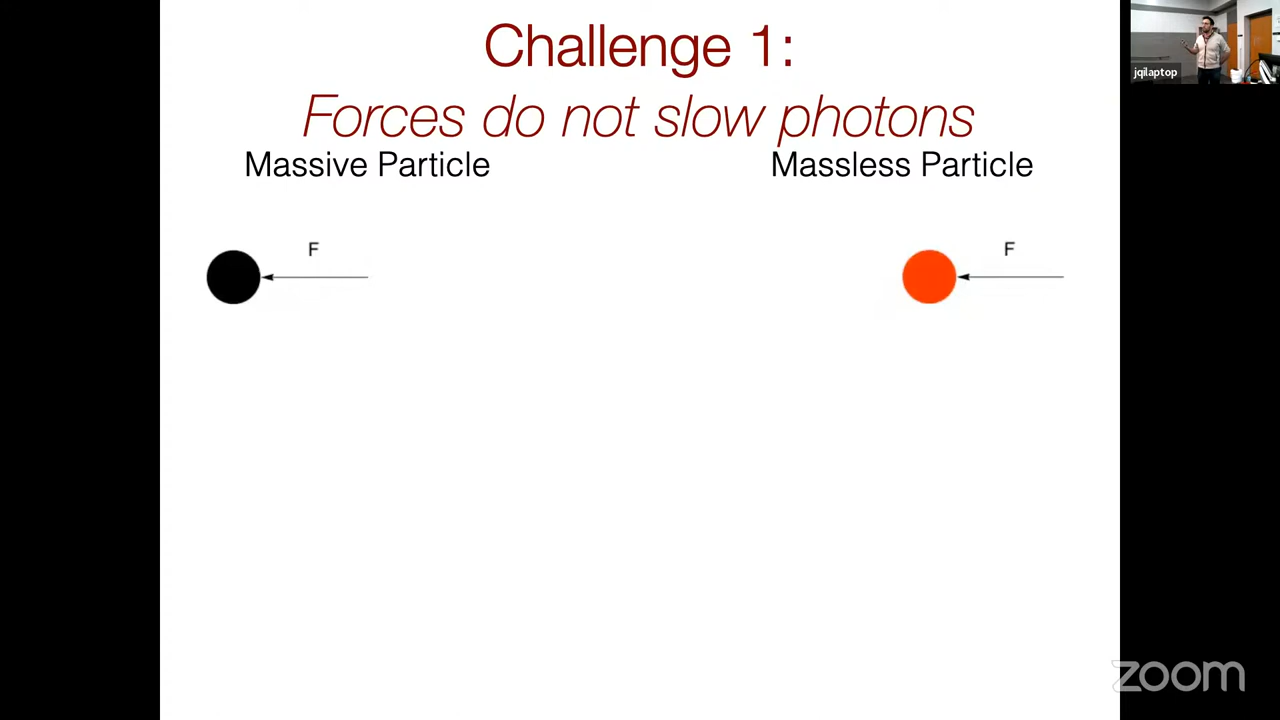 Challenge 1:
Forces do not slow photons
Massive Particle
Massless Particle
F
F
jqilaptop
zoom